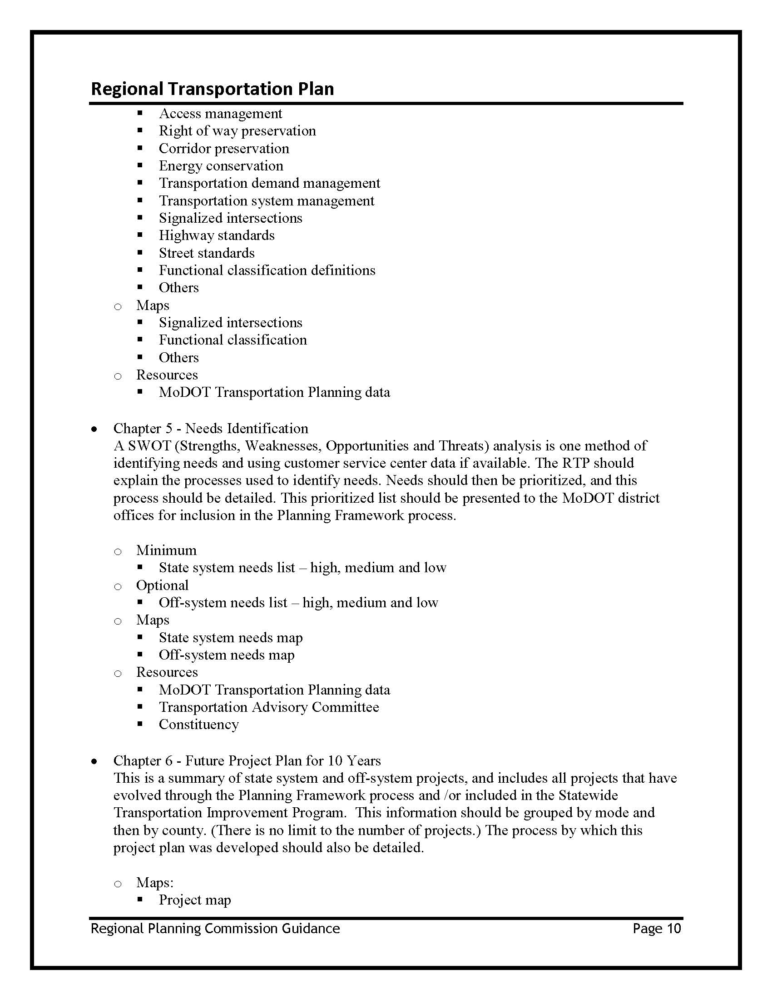 Regional Transportation Plan
▪ Access management
▪ Right of way preservation
▪ Corridor preservation
▪ Energy conservation
▪ Transportation demand management
▪ Transportation system management
▪ Signalized intersections
▪ Highway standards
▪ Street standards
▪ Functional classification definitions
▪ Others
o Maps
▪ Signalized intersections
▪ Functional classification
▪ Others
o Resources
▪ MoDOT Transportation Planning data
• Chapter 5 - Needs Identification
A SWOT (Strengths, Weaknesses, Opportunities and Threats) analysis is one method of
identifying needs and using customer service center data if available. The RTP should
explain the processes used to identify needs. Needs should then be prioritized, and this
process should be detailed. This prioritized list should be presented to the MoDOT district
offices for inclusion in the Planning Framework process.
o Minimum
▪ State system needs list – high, medium and low
o Optional
▪ Off-system needs list – high, medium and low
o Maps
▪ State system needs map
▪ Off-system needs map
o Resources
▪ MoDOT Transportation Planning data
▪ Transportation Advisory Committee
▪ Constituency
• Chapter 6 - Future Project Plan for 10 Years
This is a summary of state system and off-system projects, and includes all projects that have
evolved through the Planning Framework process and /or included in the Statewide
Transportation Improvement Program.  This information should be grouped by mode and
then by county. (There is no limit to the number of projects.) The process by which this
project plan was developed should also be detailed.
o Maps:
▪ Project map
Regional Planning Commission Guidance Page 10